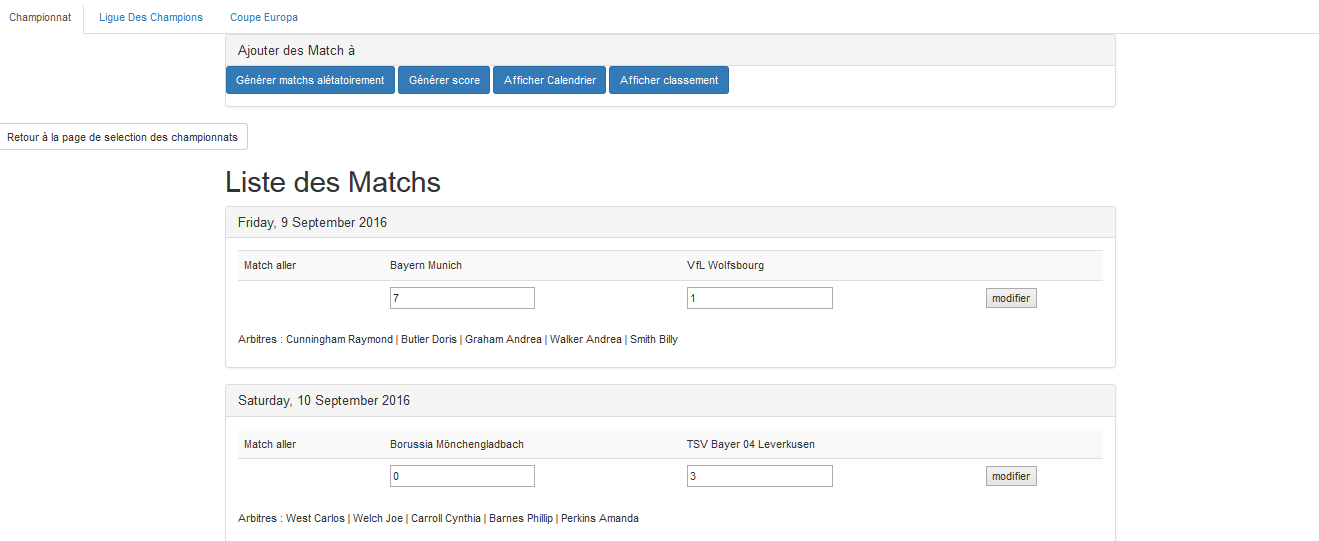 Championnat Ligue Des Champions Coupe Europa
Ajouter des Match à
Générer matchs alétatoirement Générer score Afficher Calendrier Afficher classement
Retour à la page de selection des championnats
Liste des Matchs
Friday, 9 September 2016
Match aller Bayern Munich VfL Wolfsbourg
7 1 modifier
Arbitres : Cunningham Raymond | Butler Doris | Graham Andrea | Walker Andrea | Smith Billy
Saturday, 10 September 2016
Match aller Borussia Mönchengladbach TSV Bayer 04 Leverkusen
0 3 modifier
Arbitres : West Carlos | Welch Joe | Carroll Cynthia | Barnes Phillip | Perkins Amanda